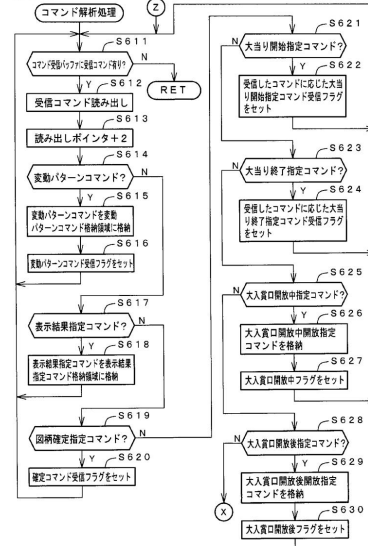 コマンド解析処理
Z
S611
コマンド受信バッファに受信コマンド有り?
N
Y
S612
RET
受信コマンド読み出し
S613
読み出しポインタ+2
S614
変動パターンコマンド?
N
Y
S615
変動パターンコマンドを変動
パターンコマンド格納領域に格納
S616
変動パターンコマンド受信フラグをセット
S617
表示結果指定コマンド?
N
Y
S618
表示結果指定コマンドを表示結果
指定コマンド格納領域に格納
S619
図柄確定指定コマンド?
N
Y
S620
確定コマンド受信フラグをセット
S621
N
大当り開始指定コマンド?
Y
S622
受信したコマンドに応じた大当
り開始指定コマンド受信フラグ
をセット
S623
N
大当り終了指定コマンド?
Y
S624
受信したコマンドに応じた大当
り終了指定コマンド受信フラグ
をセット
S625
N
大入賞口開放中指定コマンド?
Y
S626
大入賞口開放中開放指定
コマンドを格納
S627
大入賞口開放中フラグをセット
S628
N
大入賞口開放後指定コマンド?
Y
S629
大入賞口開放後開放指定
コマンドを格納
X
S630
大入賞口開放後フラグをセット